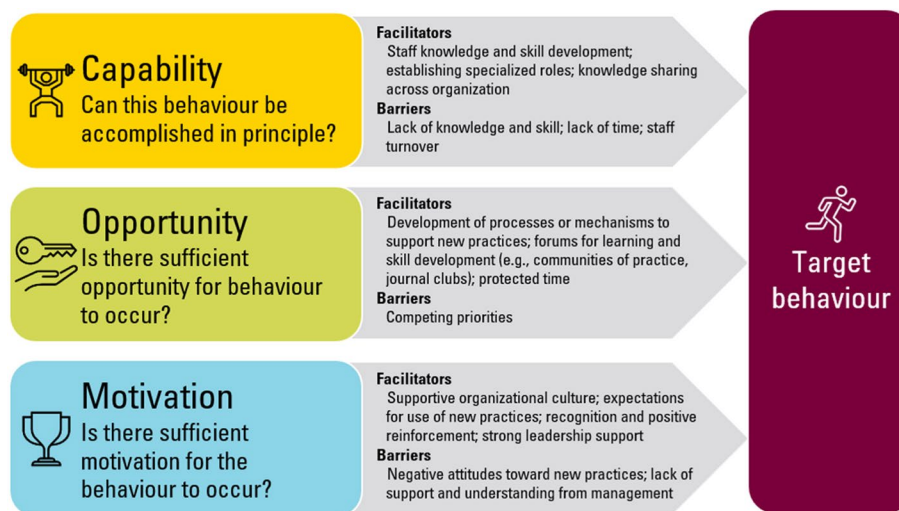 Capability
Can this behaviour be
accomplished in principle?
Facilitators
Staff knowledge and skill development;
establishing specialized roles; knowledge sharing
across organization
Barriers
Lack of knowledge and skill; lack of time; staff
turnover
Opportunity
Is there sufficient
opportunity for behaviour
to occur?
Facilitators
Development of processes or mechanisms to
support new practices; forums for learning and
skill development (e.g., communities of practice,
journal clubs); protected time
Barriers
Competing priorities
Motivation
Is there sufficient
motivation for the
behaviour to occur?
Facilitators
Supportive organizational culture; expectations
for use of new practices; recognition and positive
reinforcement; strong leadership support
Barriers
Negative attitudes toward new practices; lack of
support and understanding from management
Target
behaviour